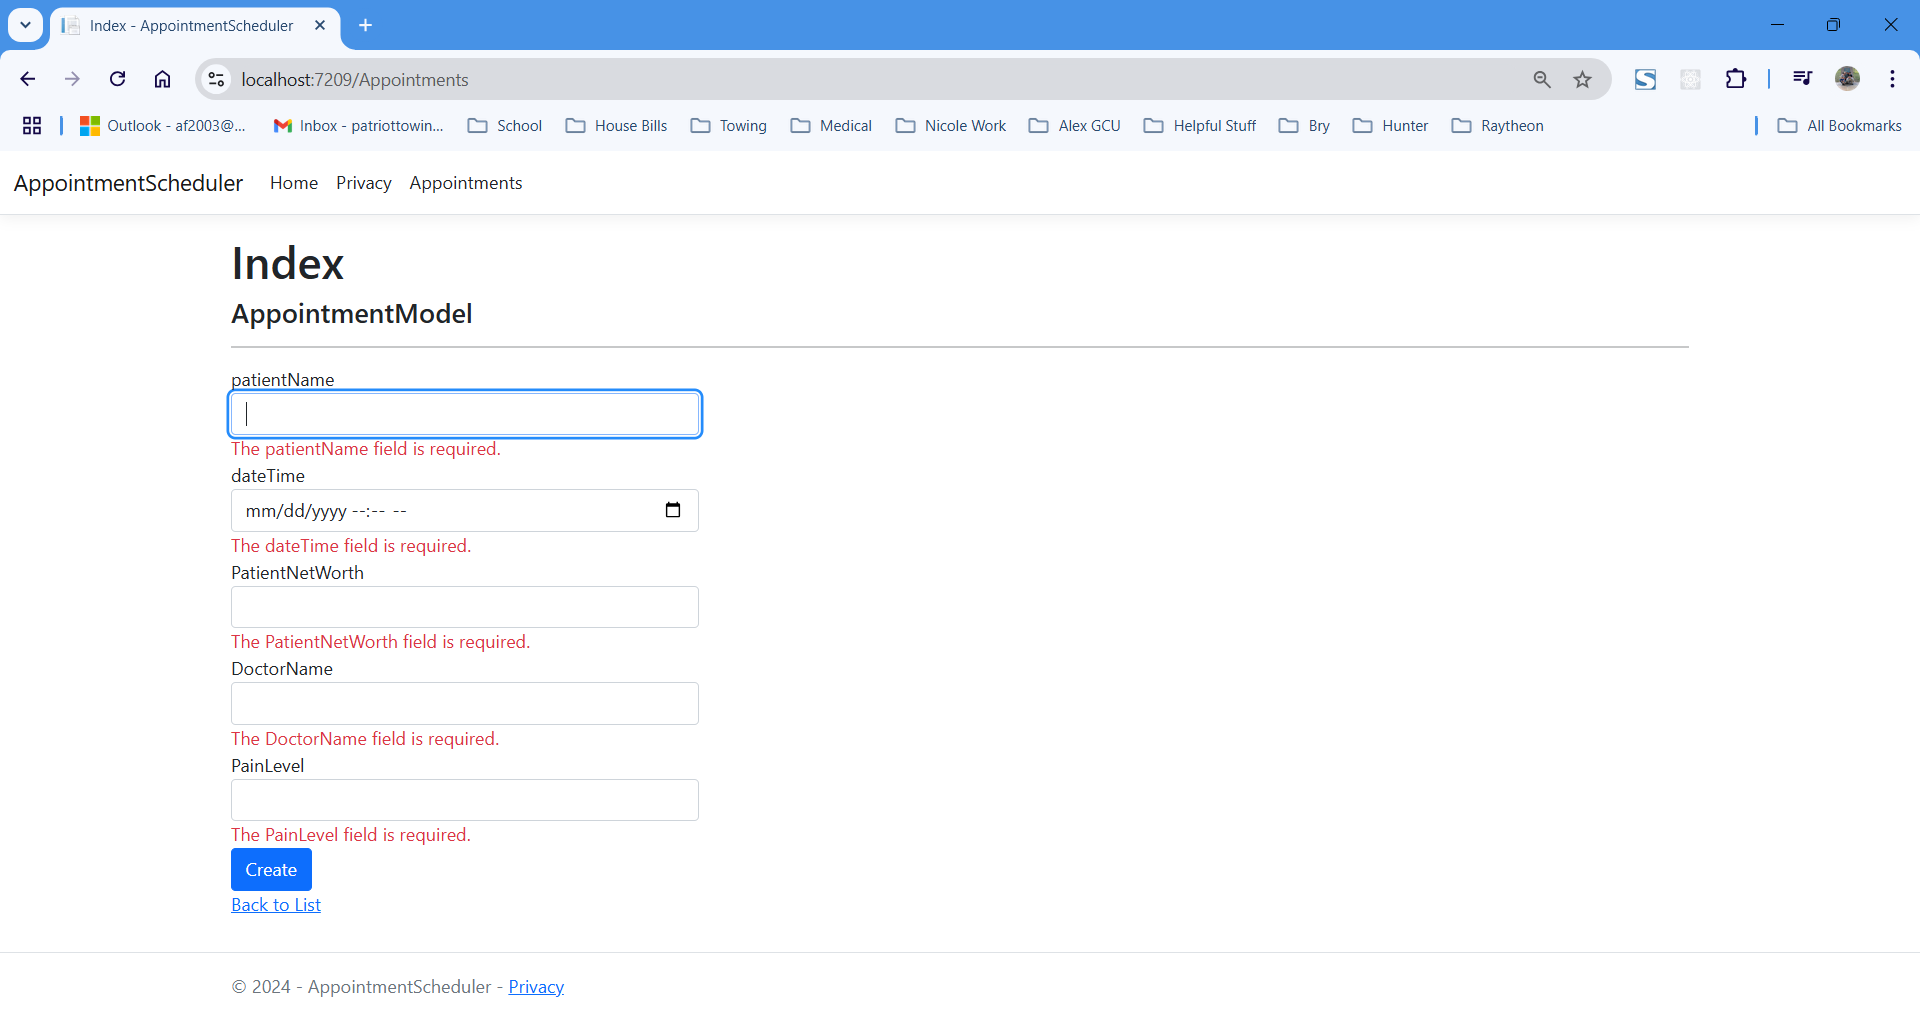 Index - AppointmentScheduler
localhost:7209/Appointments
Outlook - af2003@... Inbox - patriottowin... School House Bills Towing Medical Nicole Work Alex GCU Helpful Stuff Bry Hunter Raytheon All Bookmarks
AppointmentScheduler Home Privacy Appointments
Index
AppointmentModel
patientName
The patientName field is required.
dateTime
mm/dd/yyyy --:-- --
The dateTime field is required.
PatientNetWorth
The PatientNetWorth field is required.
DoctorName
The DoctorName field is required.
PainLevel
The PainLevel field is required.
Create
Back to List
© 2024 - AppointmentScheduler - Privacy